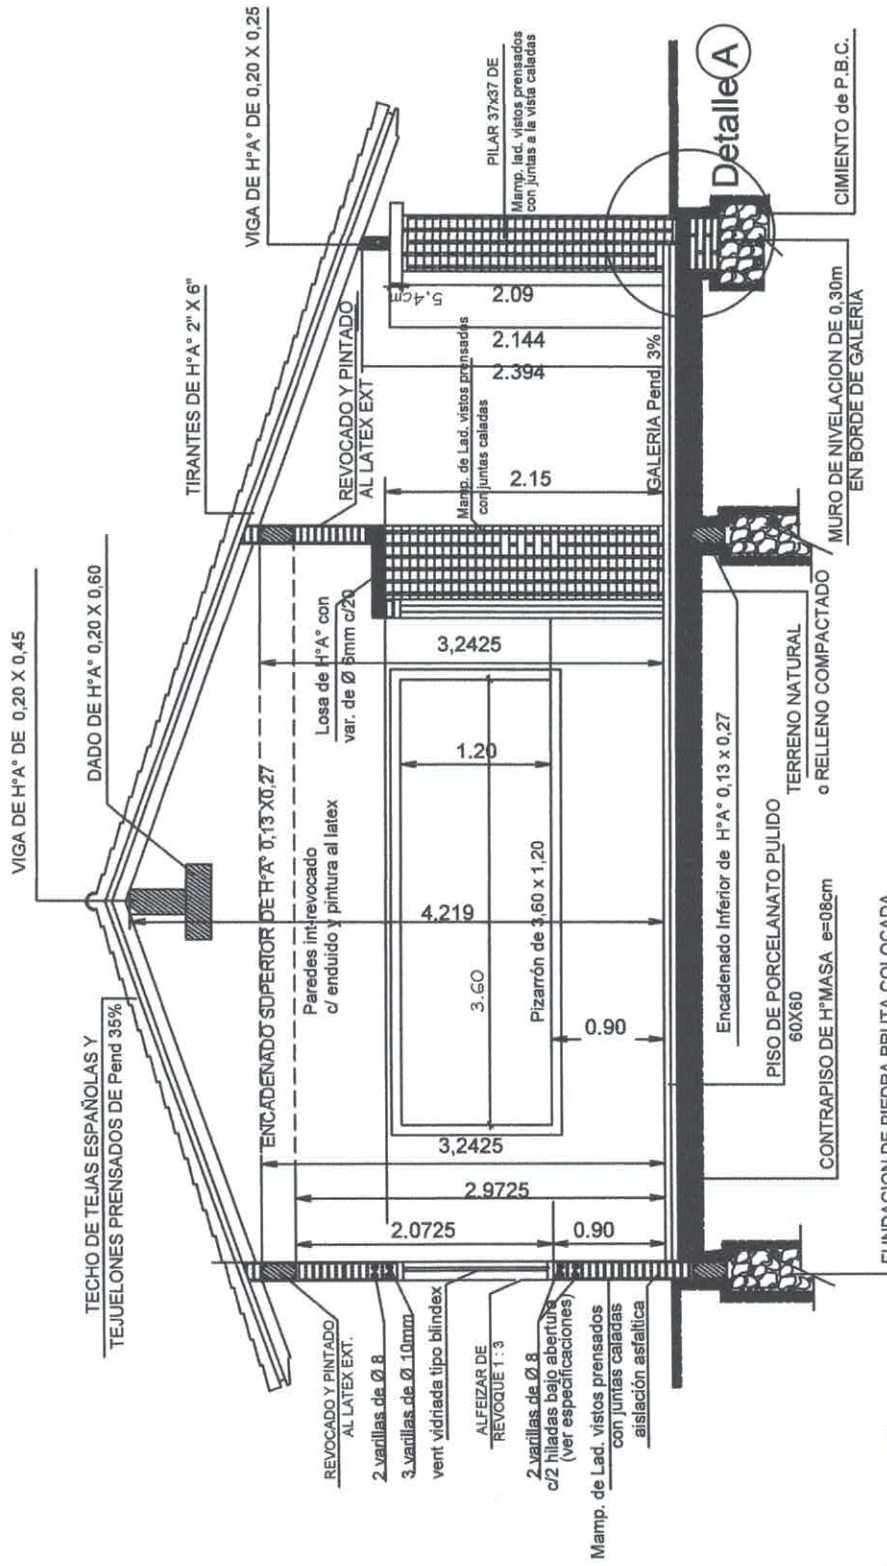 VIGA DE H°A° DE 0,20 X 0,45
DADO DE H°A° 0,20 X 0,60
TECHO DE TEJAS ESPAÑOLAS Y
TEJUELONES PRENSADOS DE Pend 35%
TIRANTES DE H°A° 2" X 6"
VIGA DE H°A° DE 0,20 X 0,25
REVOCADO Y PINTADO
AL LATEX EXT
ENCADENADO SUPERIOR DE H°A° 0,13 X0,27
Paredes int-revocado
c/ enduido y pintura al latex
Losa de H°A° con
var. de Ø 6mm c/20
PILAR 37x37 DE
Mamp. lad. vistos prensados
con juntas a la vista caladas
Mamp. de Lad. vistos prensados
con juntas caladas
5.4cm
2.09
2.144
2.394
2.15
GALERIA Pend. 3%
3,2425
1.20
4.219
3.60
Pizarrón de 3,60 x 1,20
0.90
3,2425
2.9725
2.0725
0.90
REVOCADO Y PINTADO
AL LATEX EXT.
2 varillas de Ø 8
3 varillas de Ø 10mm
vent vidriada tipo blindex
ALFEIZAR DE
REVOQUE 1 : 3
2 varillas de Ø 8
c/2 hiladas bajo abertura
(ver especificaciones)
Mamp. de Lad. vistos prensados
con juntas caladas
aislación asfaltica
Detalle A
CIMIENTO de P.B.C.
MURO DE NIVELACION DE 0,30m
EN BORDE DE GALERIA
TERRENO NATURAL
o RELLENO COMPACTADO
Encadenado Inferior de H°A° 0,13 x 0,27
PISO DE PORCELANATO PULIDO
60X60
CONTRAPISO DE H°MASA e=08cm
FUNDACION DE PIEDRA BRUTA COLOCADA